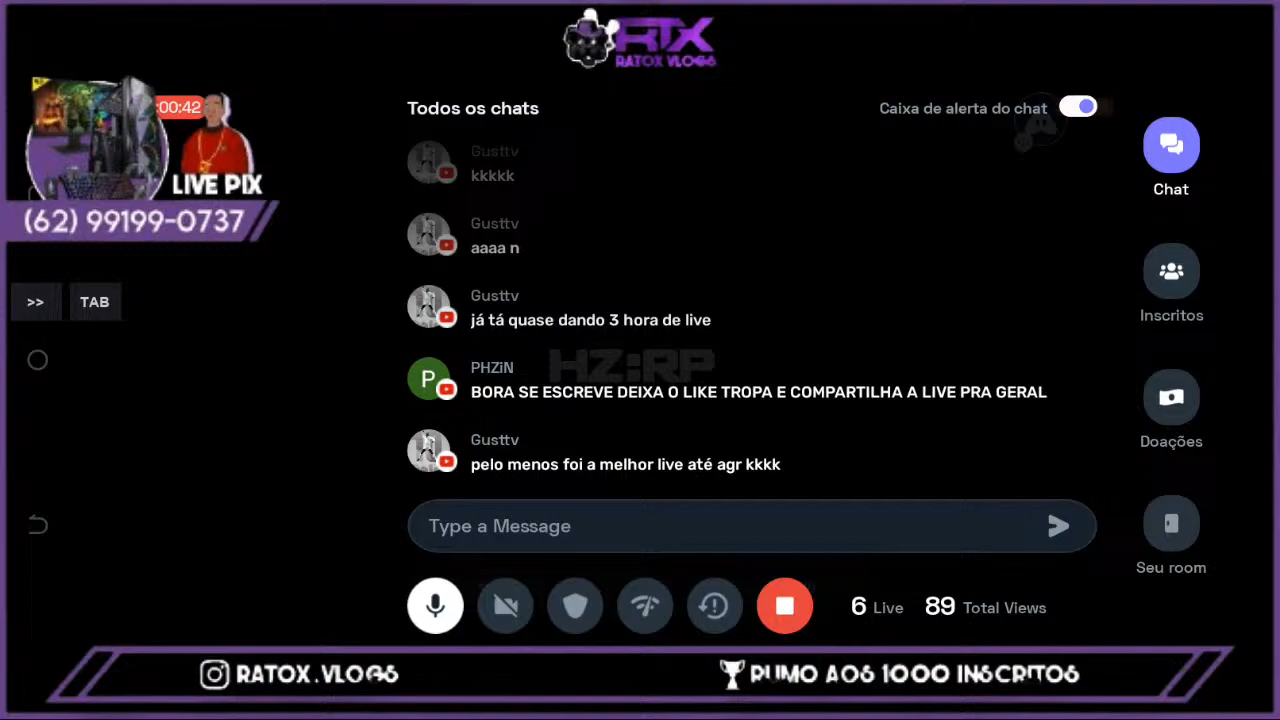 RTX
RATOX VLOGS
:00:42
LIVE PIX
(62) 99199-0737
>>
TAB
Todos os chats
Caixa de alerta do chat
Gusttv
kkkkk
Gusttv
aaaa n
Gusttv
já tá quase dando 3 hora de live
HZ:RP
P
PHZiN
BORA SE ESCREVE DEIXA O LIKE TROPA E COMPARTILHA A LIVE PRA GERAL
Gusttv
pelo menos foi a melhor live até agr kkkk
Type a Message
6 Live
89 Total Views
Chat
Inscritos
Doações
Seu room
RATOX.VLOGS
RUMO AOS 1000 INSCRITOS